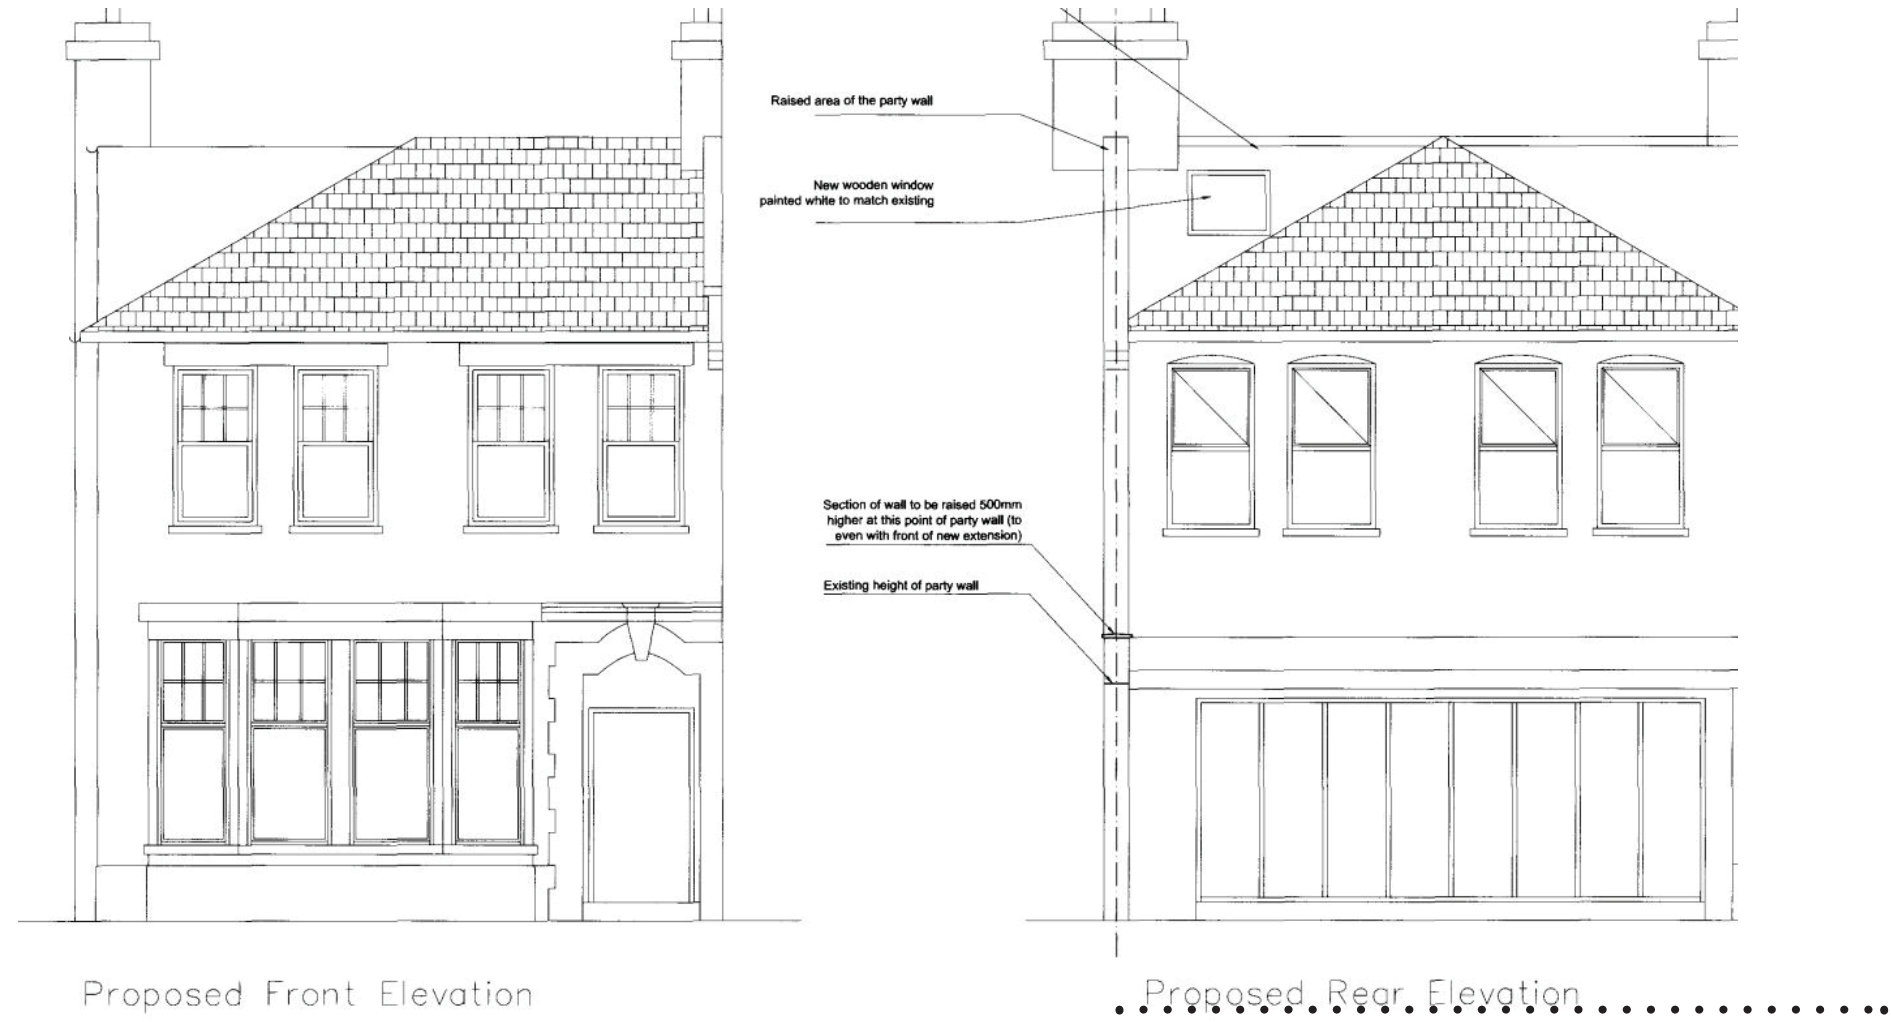 Raised area of the party wall
New wooden window
painted white to match existing
Section of wall to be raised 500mm
higher at this point of party wall (to
even with front of new extension)
Existing height of party wall
Proposed Front Elevation
Proposed Rear Elevation